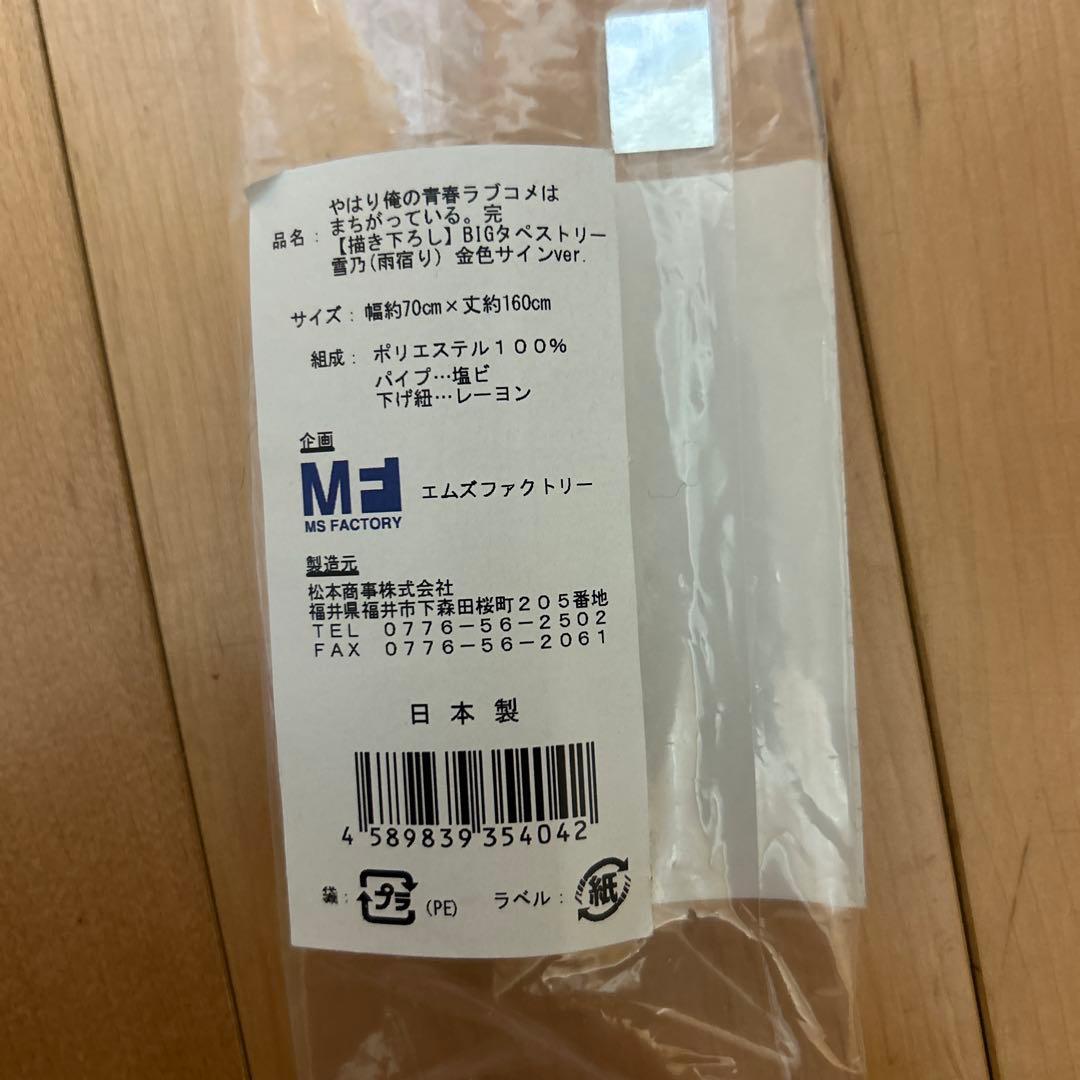 品名：
やはり俺の青春ラブコメは
まちがっている。完
【描き下ろし】BIGタペストリー
雪乃(雨宿り) 金色サインver.
サイズ：幅約70cm×丈約160cm
組成：ポリエステル１００％
パイプ…塩ビ
下げ紐…レーヨン
企画
MF
MS FACTORY
エムズファクトリー
製造元
松本商事株式会社
福井県福井市下森田桜町２０５番地
ＴＥＬ　０７７６－５６－２５０２
ＦＡＸ　０７７６－５６－２０６１
日本製
4 589839 354042
袋：プラ (PE) ラベル：紙